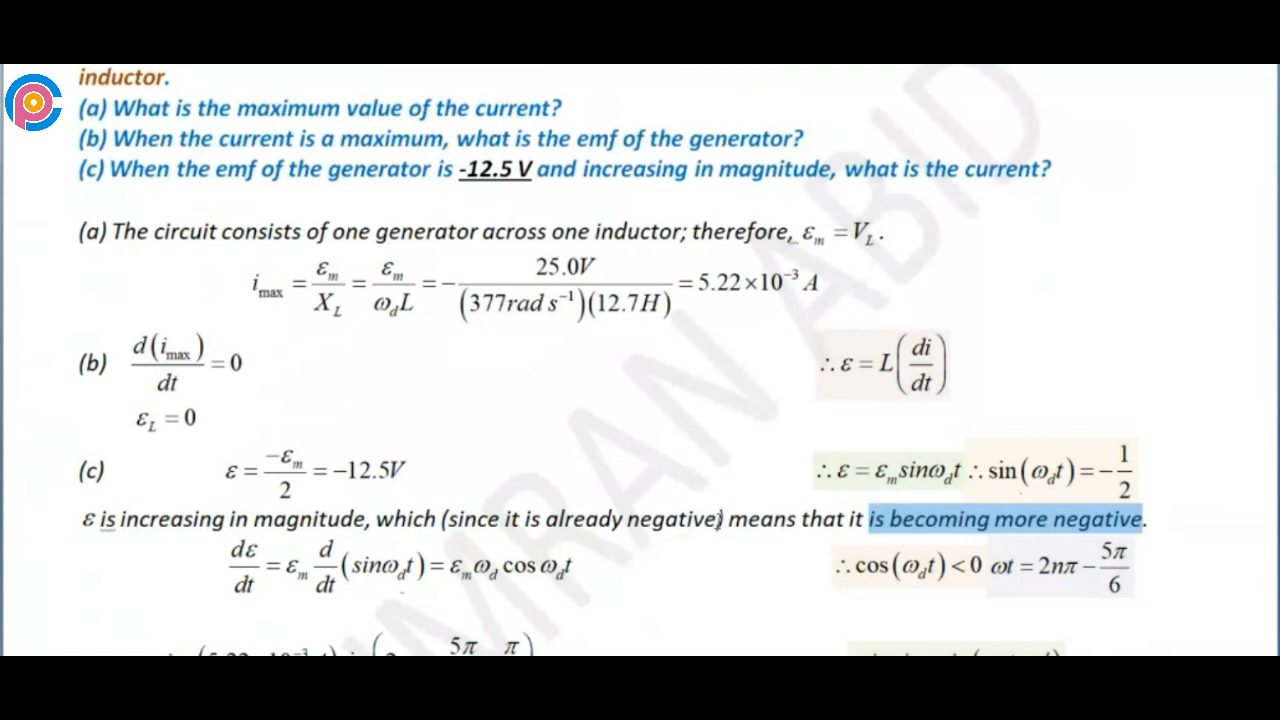 inductor.
(a) What is the maximum value of the current?
(b) When the current is a maximum, what is the emf of the generator?
(c) When the emf of the generator is -12.5 V and increasing in magnitude, what is the current?
(a) The circuit consists of one generator across one inductor; therefore, ε_m = V_L.
i_max = ε_m / X_L = ε_m / ω_d L = − 25.0V / (377rad s⁻¹)(12.7H) = 5.22×10⁻³ A
(b) d(i_max) / dt = 0 ∴ ε = L(di / dt)
ε_L = 0
(c) ε = −ε_m / 2 = −12.5V ∴ ε = ε_m sinω_d t ∴ sin(ω_d t) = −1/2
ε is increasing in magnitude, which (since it is already negative) means that it is becoming more negative.
dε / dt = ε_m d / dt (sinω_d t) = ε_m ω_d cos ω_d t ∴ cos(ω_d t) < 0 ωt = 2nπ − 5π / 6
5π π
IMRAN ABID